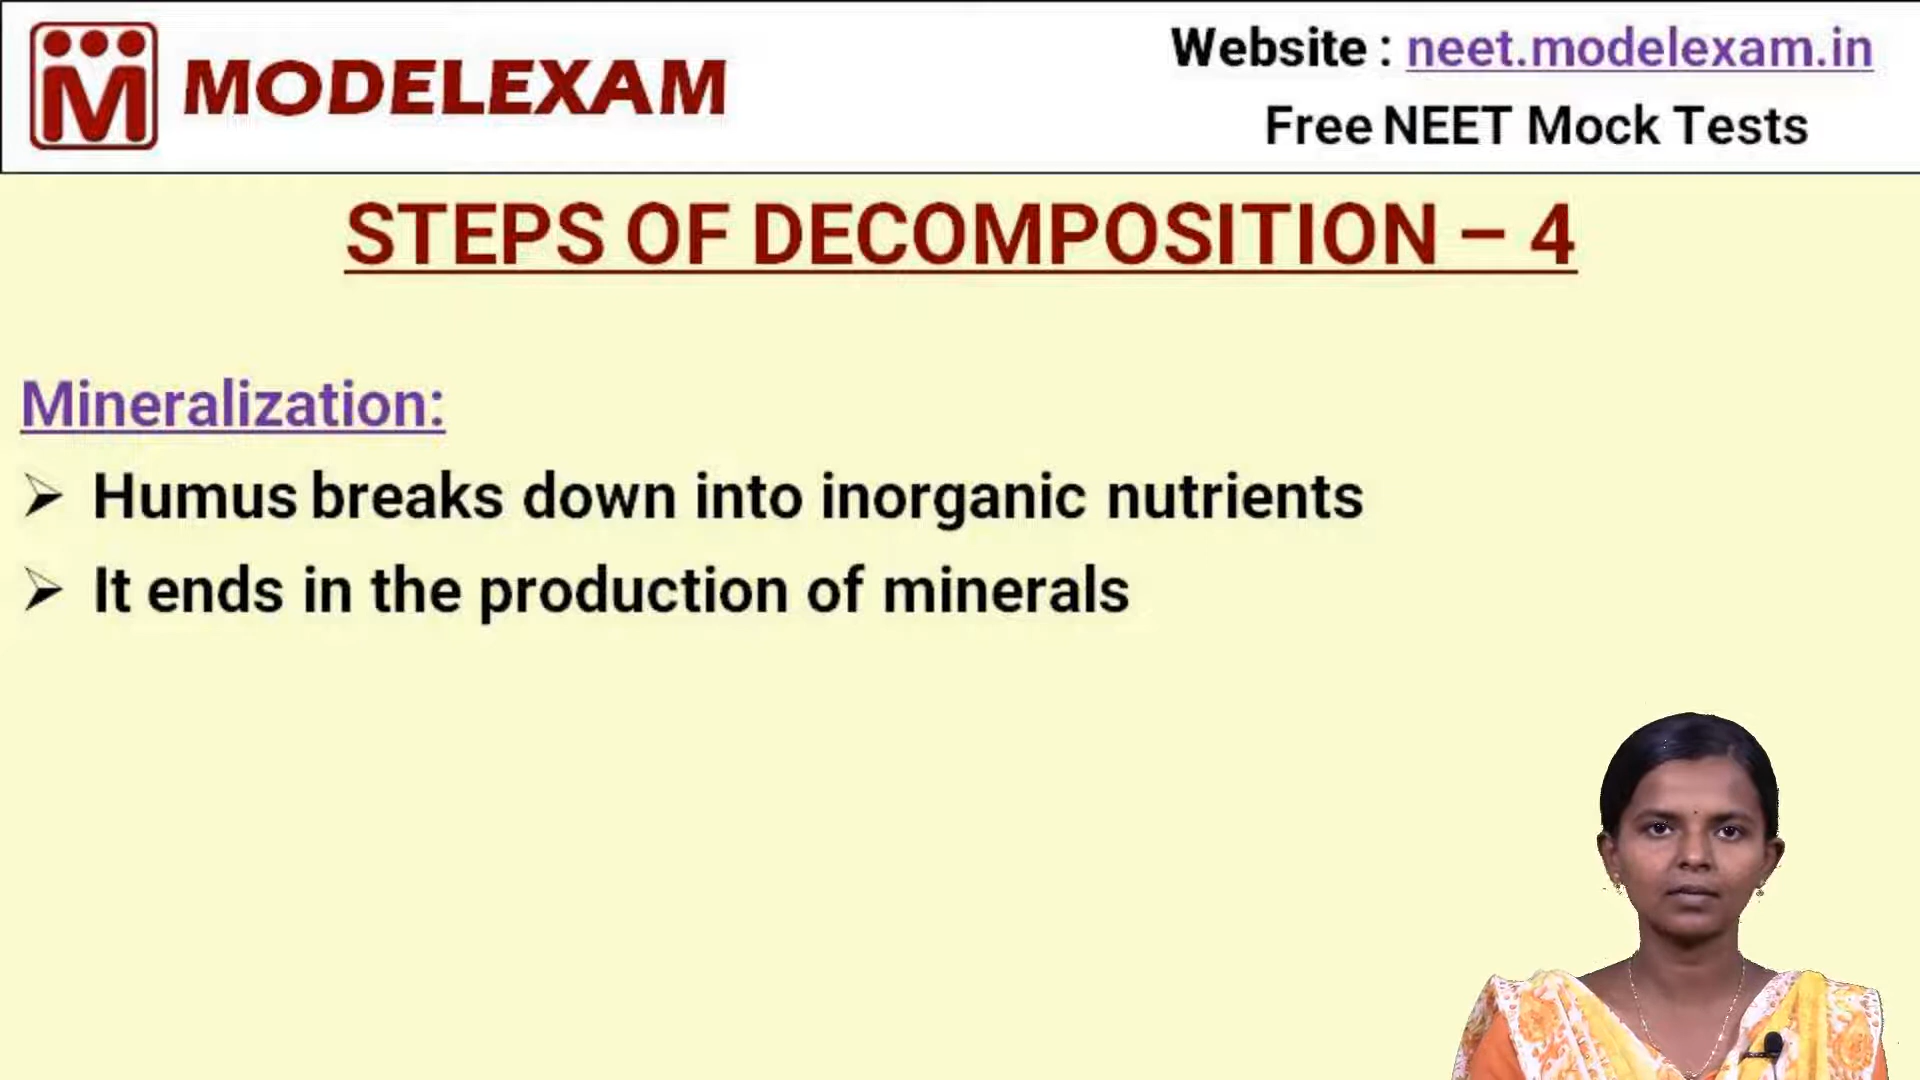 MODELEXAM
Website : neet.modelexam.in
Free NEET Mock Tests
STEPS OF DECOMPOSITION – 4
Mineralization:
➢ Humus breaks down into inorganic nutrients
➢ It ends in the production of minerals